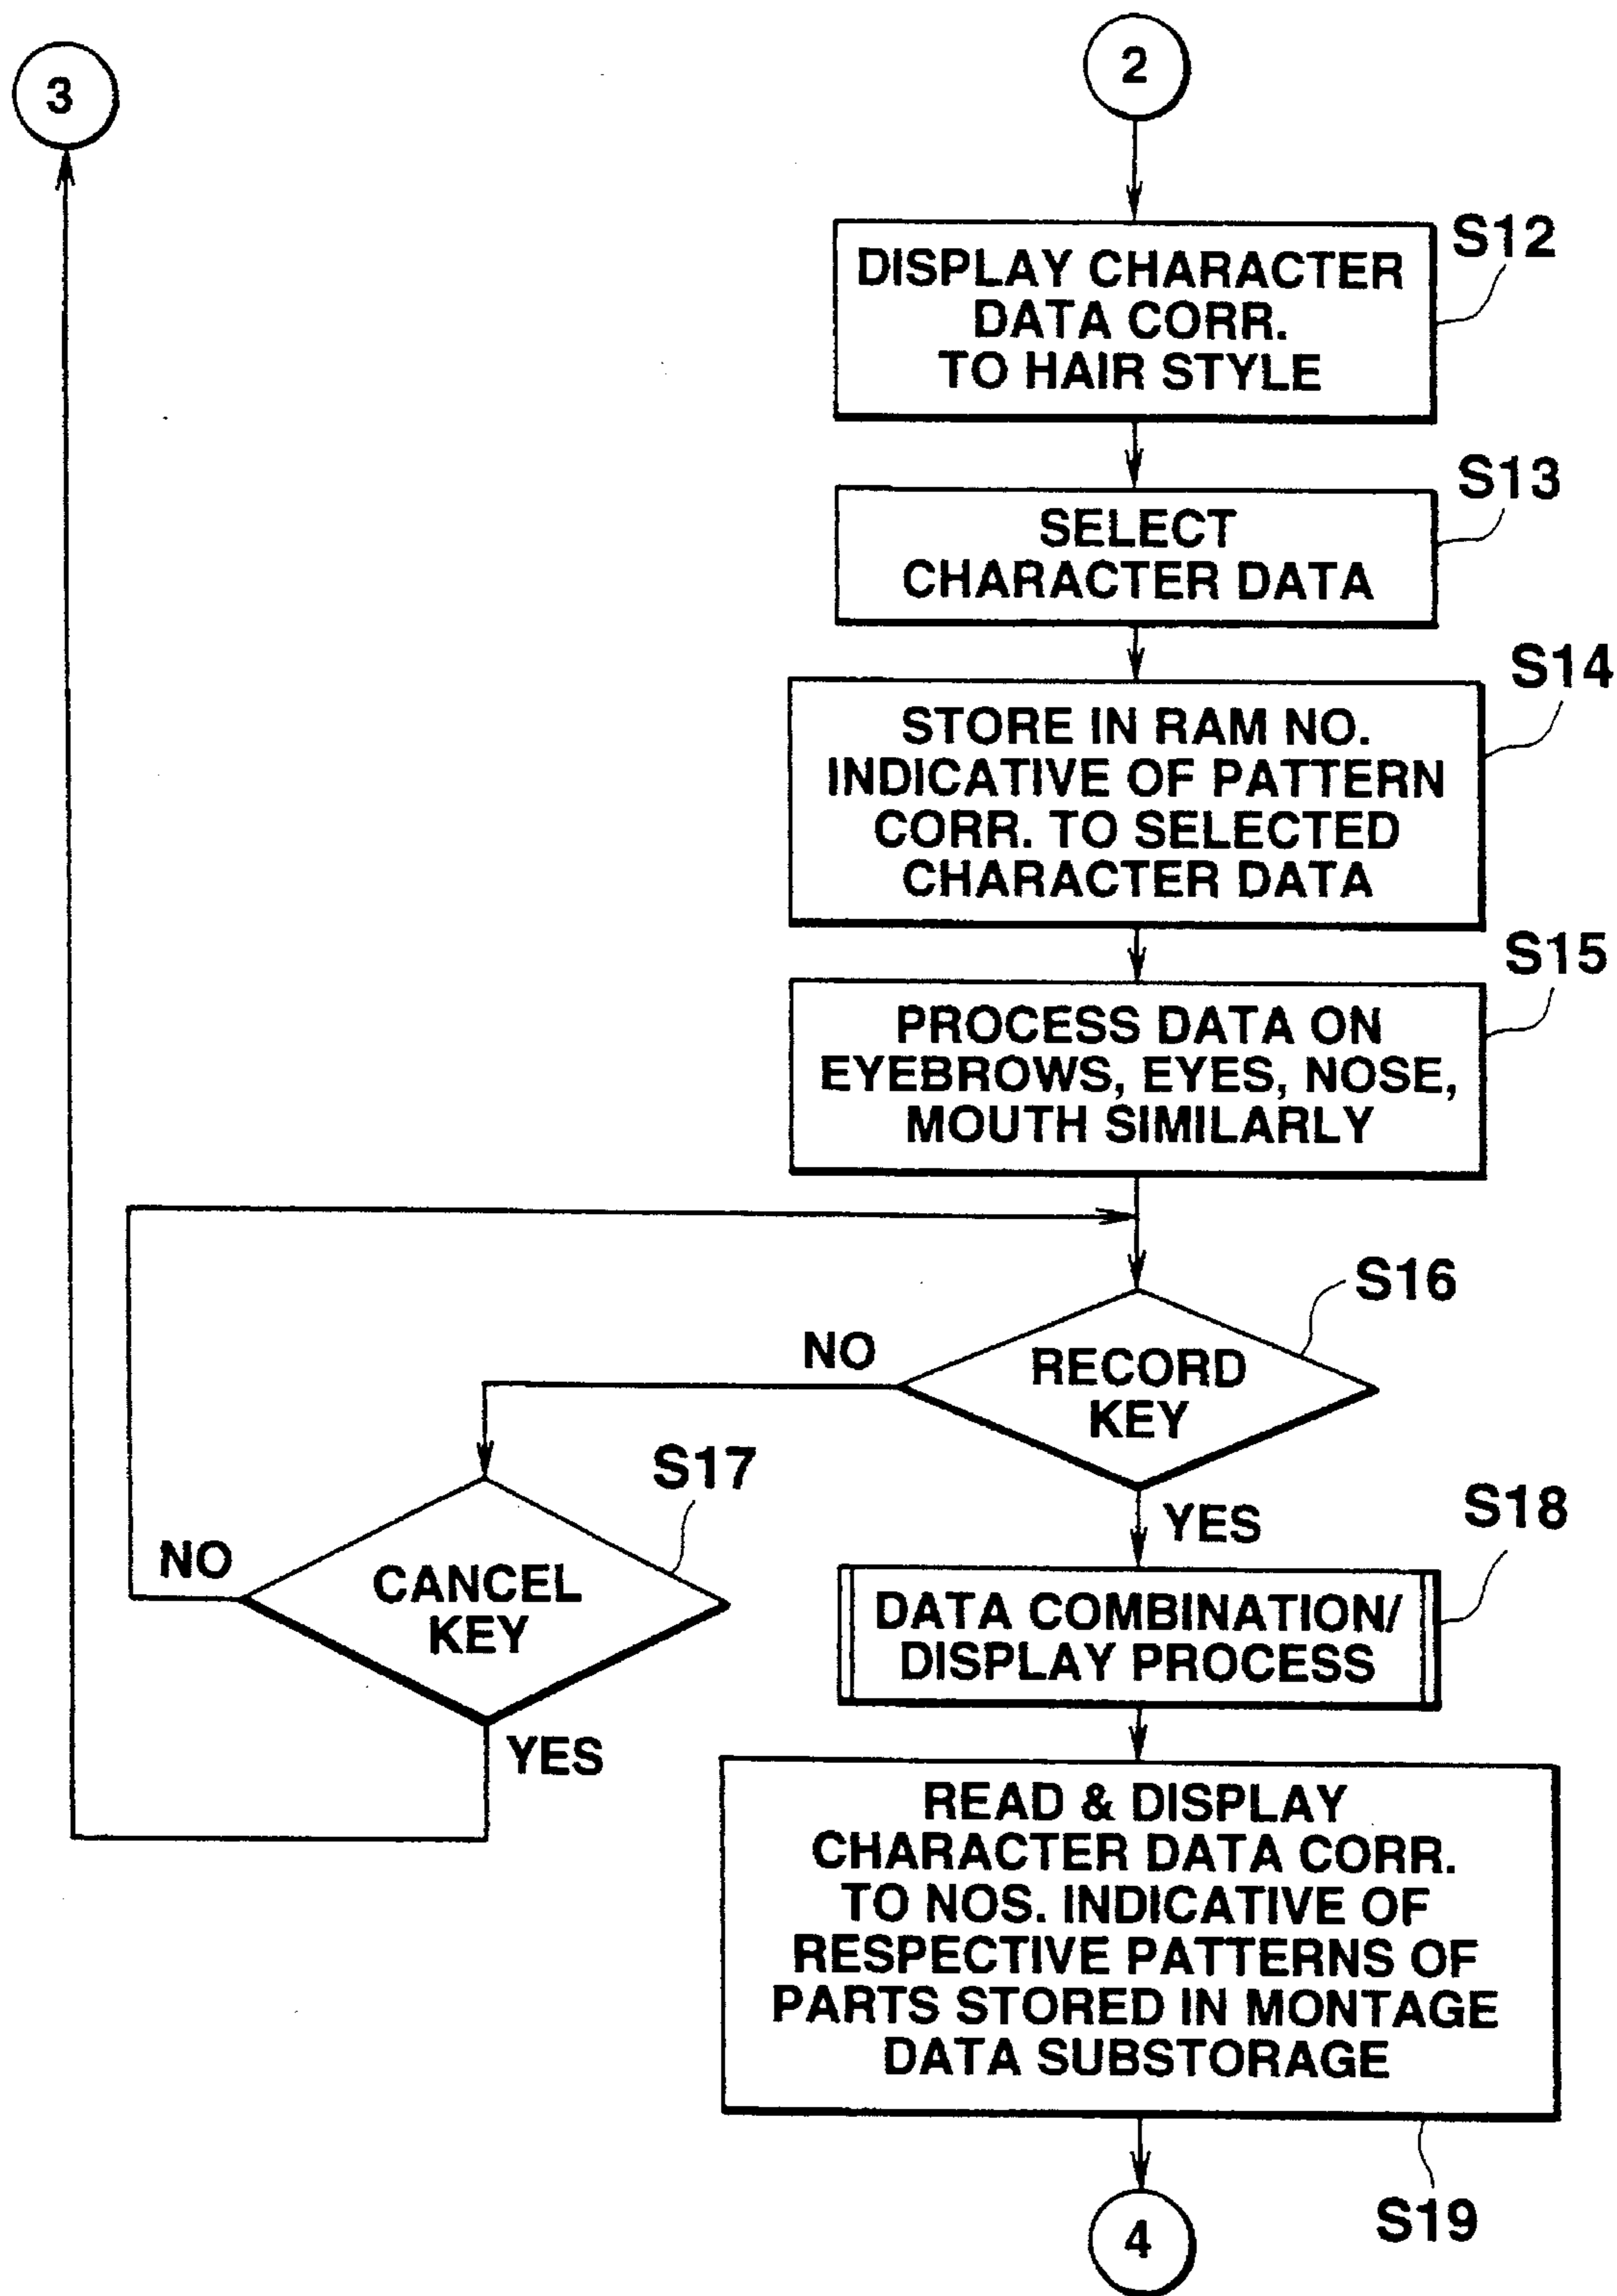 3
2
S12
DISPLAY CHARACTER
DATA CORR.
TO HAIR STYLE
S13
SELECT
CHARACTER DATA
S14
STORE IN RAM NO.
INDICATIVE OF PATTERN
CORR. TO SELECTED
CHARACTER DATA
S15
PROCESS DATA ON
EYEBROWS, EYES, NOSE,
MOUTH SIMILARLY
S16
NO
RECORD
KEY
S17
YES
S18
NO
CANCEL
KEY
DATA COMBINATION/
DISPLAY PROCESS
YES
READ & DISPLAY
CHARACTER DATA CORR.
TO NOS. INDICATIVE OF
RESPECTIVE PATTERNS OF
PARTS STORED IN MONTAGE
DATA SUBSTORAGE
S19
4